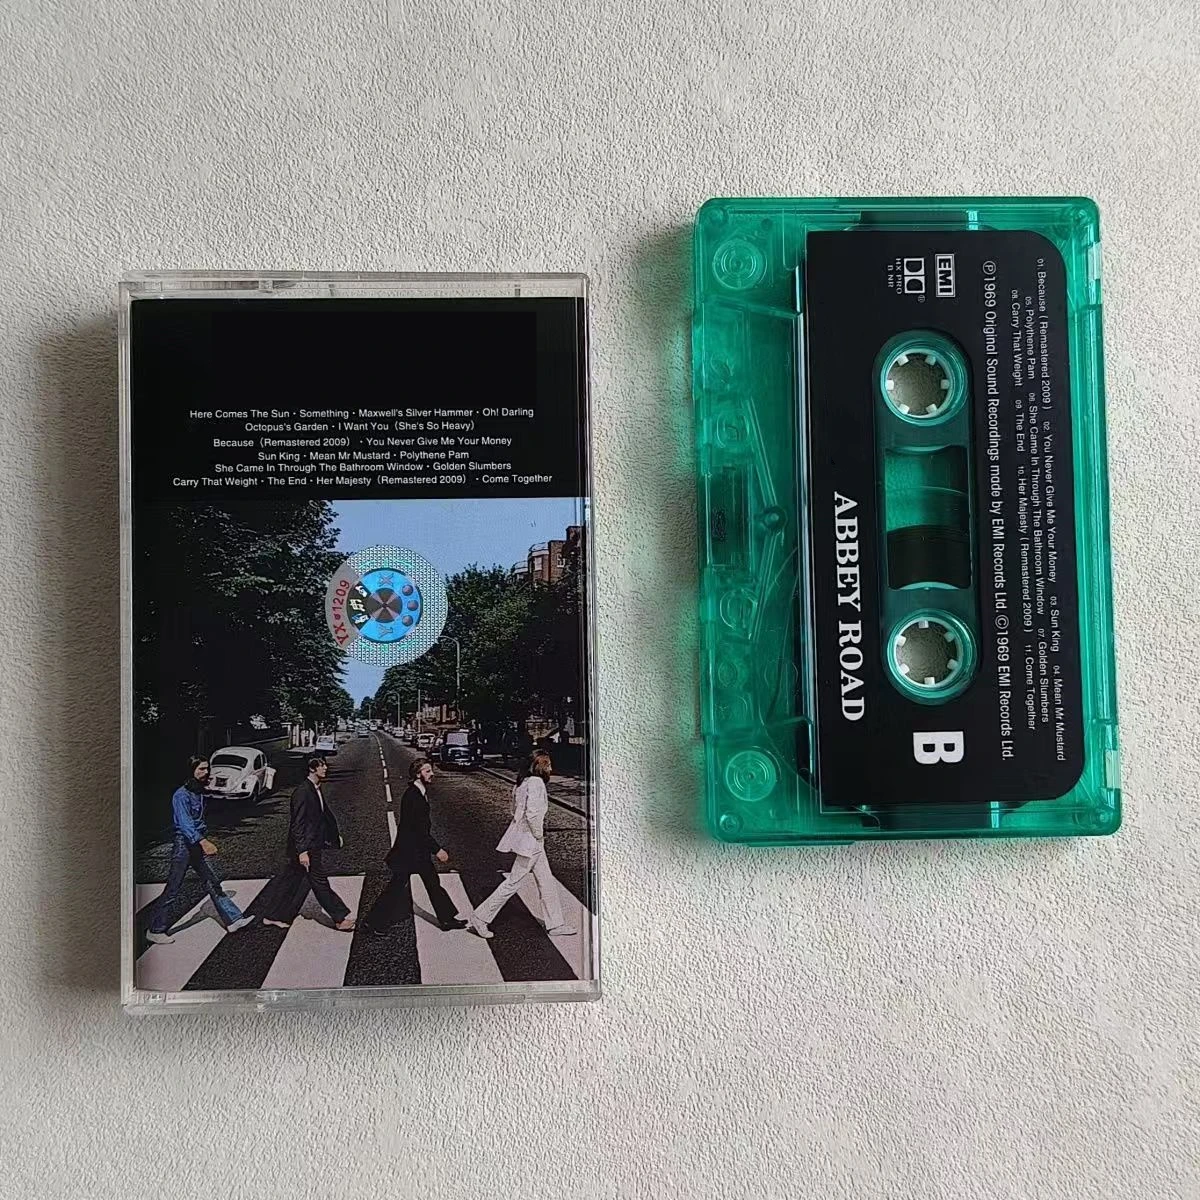 Here Comes The Sun · Something · Maxwell's Silver Hammer · Oh! Darling
Octopus's Garden · I Want You (She's So Heavy)
Because (Remastered 2009) · You Never Give Me Your Money
Sun King · Mean Mr Mustard · Polythene Pam
She Came In Through The Bathroom Window · Golden Slumbers
Carry That Weight · The End · Her Majesty (Remastered 2009) · Come Together
YX 1209
X
Y
01. Because ( Remastered 2009 ) 02. You Never Give Me Your Money 03. Sun King 04. Mean Mr Mustard
05. Polythene Pam 06. She Came In Through The Bathroom Window 07. Golden Slumbers
08. Carry That Weight 09. The End 10. Her Majesty ( Remastered 2009 ) 11. Come Together
Ⓟ1969 Original Sound Recordings made by EMI Records Ltd. ©1969 EMI Records Ltd.
EMI
®
HX PRO
B NR
B
ABBEY ROAD